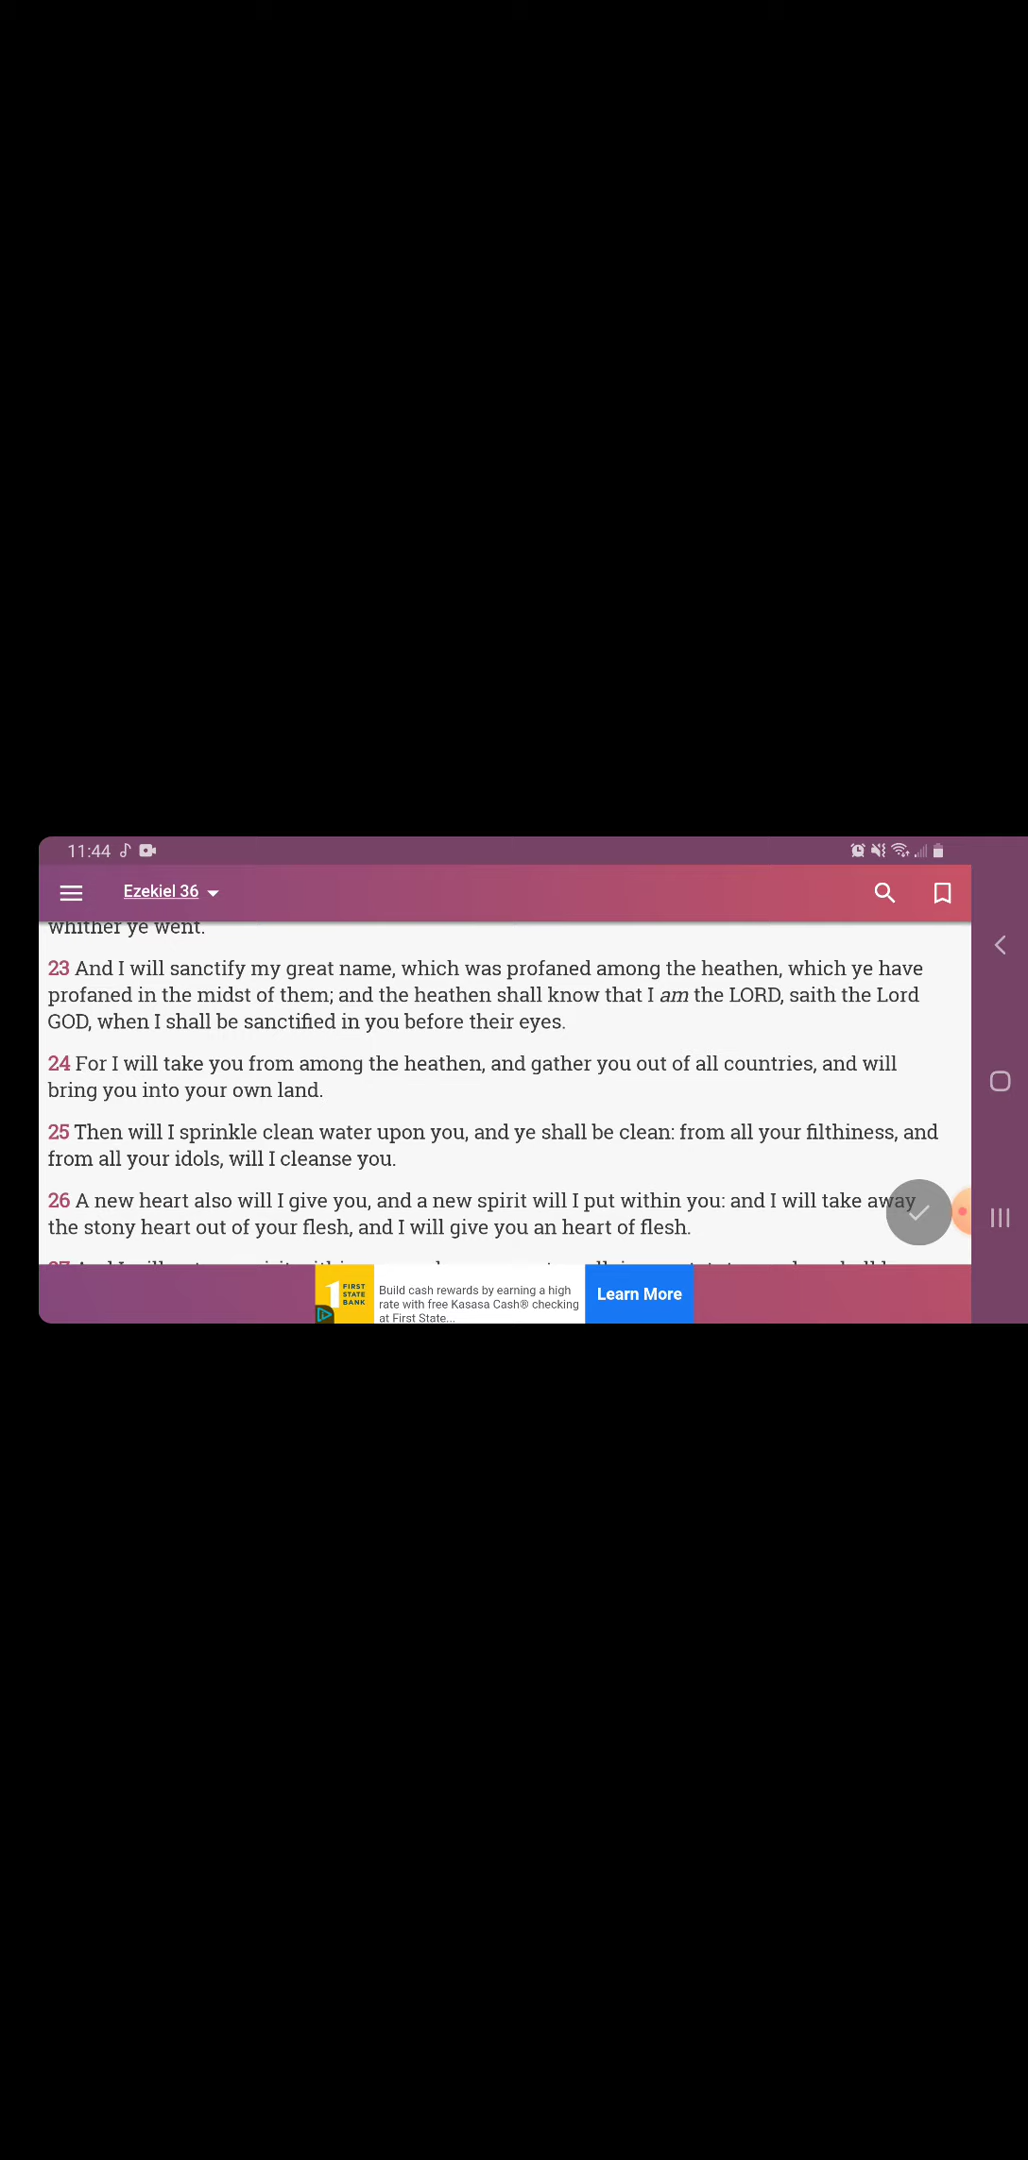 11:44
Ezekiel 36
whither ye went.
23 And I will sanctify my great name, which was profaned among the heathen, which ye have
profaned in the midst of them; and the heathen shall know that I am the LORD, saith the Lord
GOD, when I shall be sanctified in you before their eyes.
24 For I will take you from among the heathen, and gather you out of all countries, and will
bring you into your own land.
25 Then will I sprinkle clean water upon you, and ye shall be clean: from all your filthiness, and
from all your idols, will I cleanse you.
26 A new heart also will I give you, and a new spirit will I put within you: and I will take away
the stony heart out of your flesh, and I will give you an heart of flesh.
1 FIRST
STATE
BANK
Build cash rewards by earning a high
rate with free Kasasa Cash® checking
at First State...
Learn More